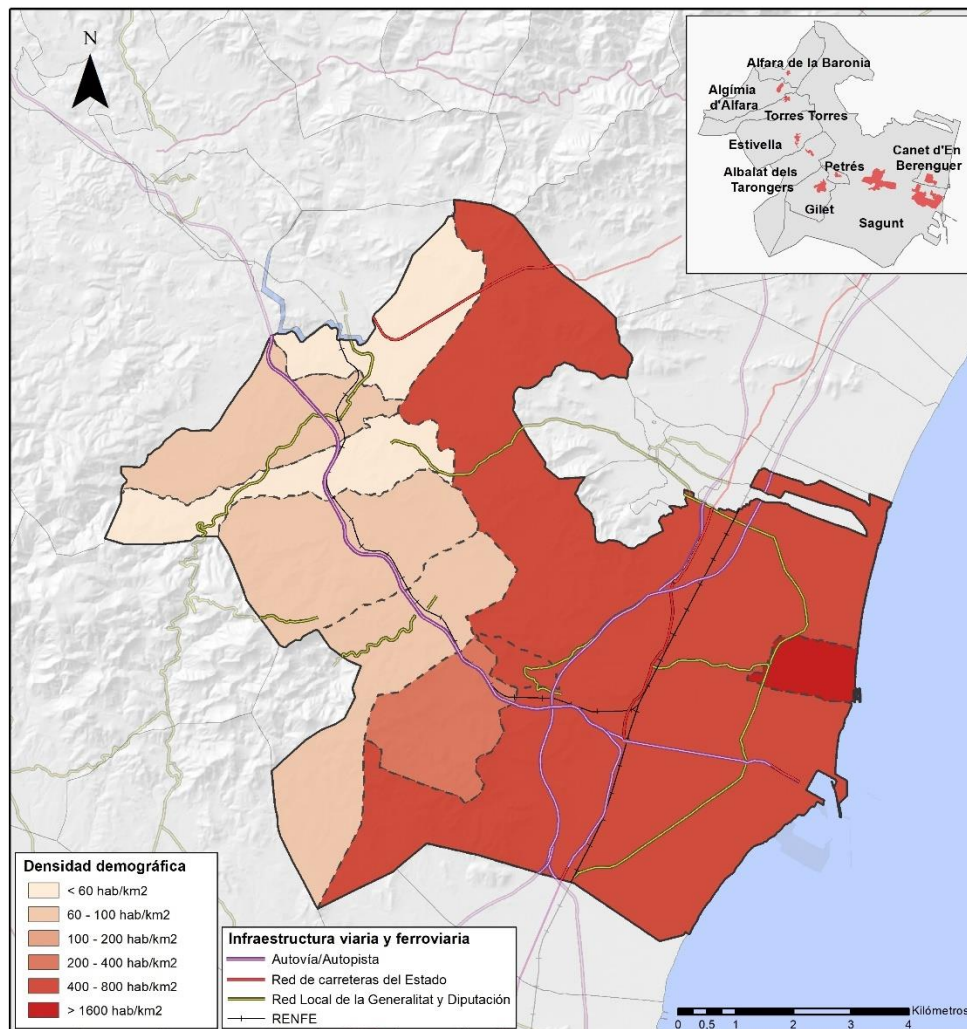 N
Alfara de la Baronia
Algímia
d'Alfara
Torres Torres
Estivella
Canet d'En
Berenguer
Petrés
Albalat dels
Tarongers
Gilet
Sagunt
Densidad demográfica
< 60 hab/km2
60 - 100 hab/km2
100 - 200 hab/km2
200 - 400 hab/km2
400 - 800 hab/km2
> 1600 hab/km2
Infraestructura viaria y ferroviaria
Autovía/Autopista
Red de carreteras del Estado
Red Local de la Generalitat y Diputación
RENFE
Kilómetros
0 0,5 1 2 3 4